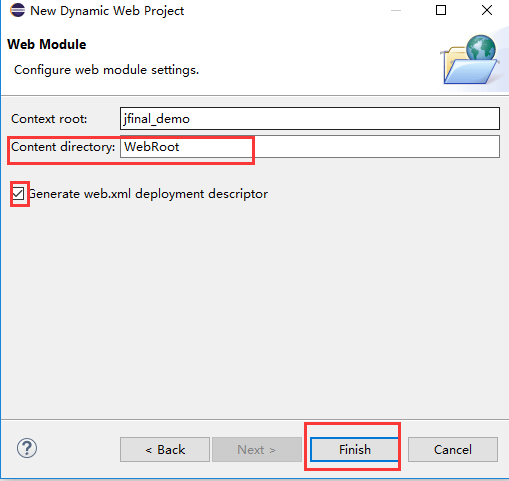 New Dynamic Web Project
Web Module
Configure web module settings.
Context root: jfinal_demo
Content directory: WebRoot
Generate web.xml deployment descriptor
?
< Back Next > Finish Cancel